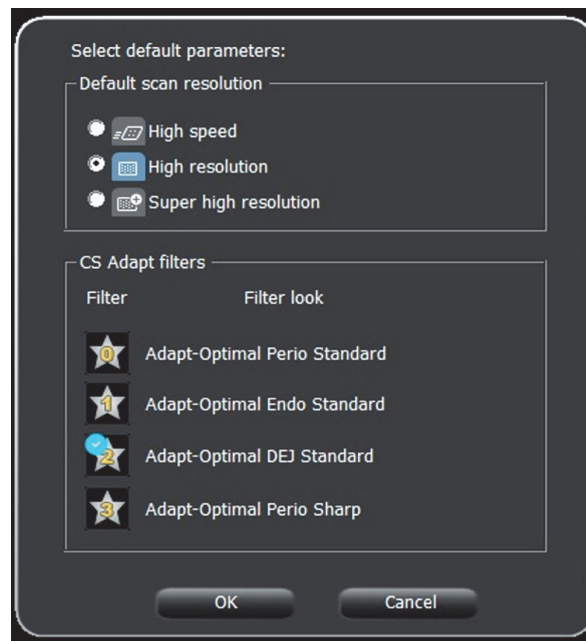 Select default parameters:
Default scan resolution
High speed
High resolution
Super high resolution
CS Adapt filters
Filter Filter look
0 Adapt-Optimal Perio Standard
1 Adapt-Optimal Endo Standard
2 Adapt-Optimal DEJ Standard
3 Adapt-Optimal Perio Sharp
OK Cancel